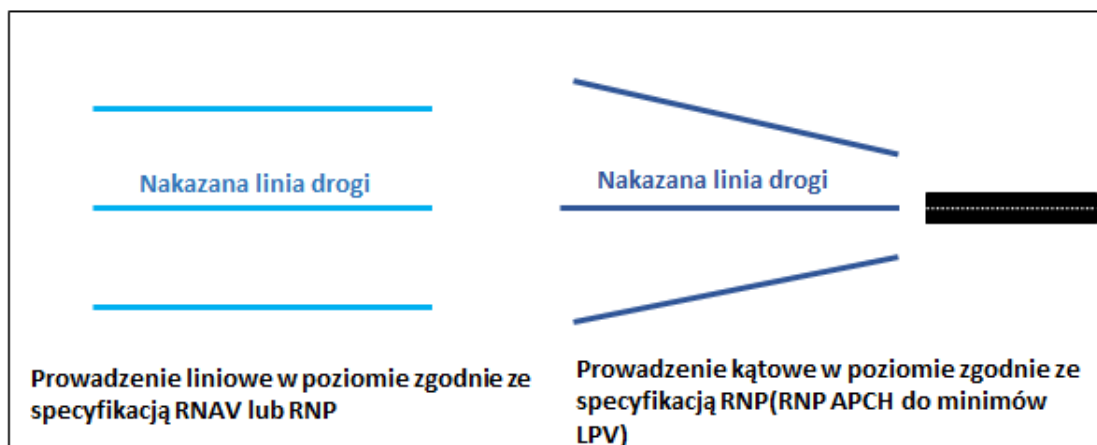 Nakazana linia drogi
Nakazana linia drogi
Prowadzenie liniowe w poziomie zgodnie ze
specyfikacją RNAV lub RNP
Prowadzenie kątowe w poziomie zgodnie ze
specyfikacją RNP(RNP APCH do minimów
LPV)